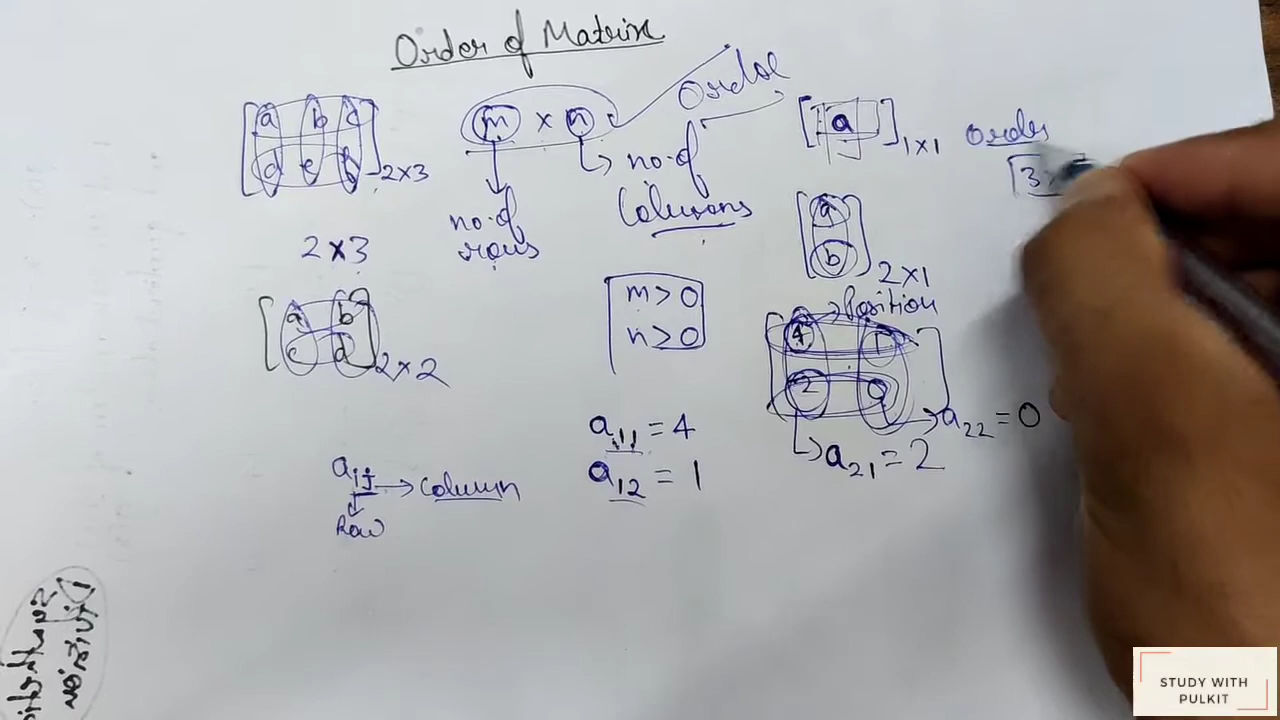 Order of Matrix
[a b c
d e b] 2×3
2×3
m × n
Order
no. of
rows
no. of
Columns
[a] 1×1
Order
3
[a
b] 2×1
[a b
c d] 2×2
m > 0
n > 0
Position
[4 1
2 0]
a₂₂ = 0
a₂₁ = 2
a₁₁ = 4
a₁₂ = 1
aᵢⱼ → Column
Row
STUDY WITH
PULKIT